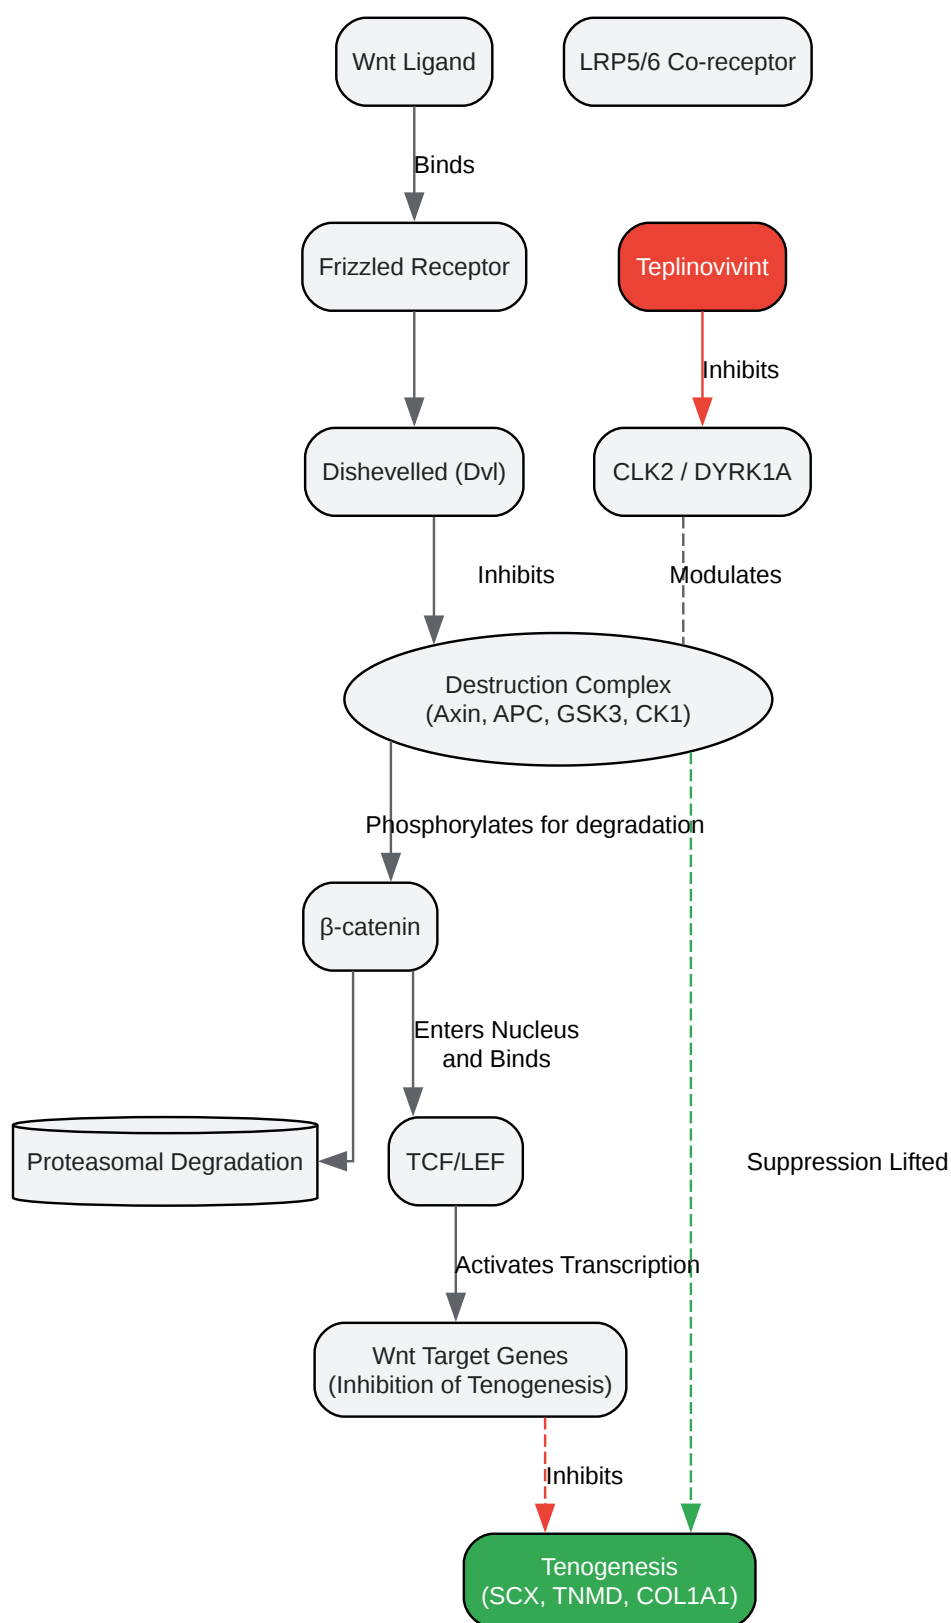 Wnt Ligand
LRP5/6 Co-receptor
Binds
Frizzled Receptor
Teplinovivint
Inhibits
Dishevelled (Dvl)
CLK2 / DYRK1A
Inhibits
Modulates
Destruction Complex
(Axin, APC, GSK3, CK1)
Phosphorylates for degradation
β-catenin
Enters Nucleus
and Binds
Proteasomal Degradation
TCF/LEF
Suppression Lifted
Activates Transcription
Wnt Target Genes
(Inhibition of Tenogenesis)
Inhibits
Tenogenesis
(SCX, TNMD, COL1A1)